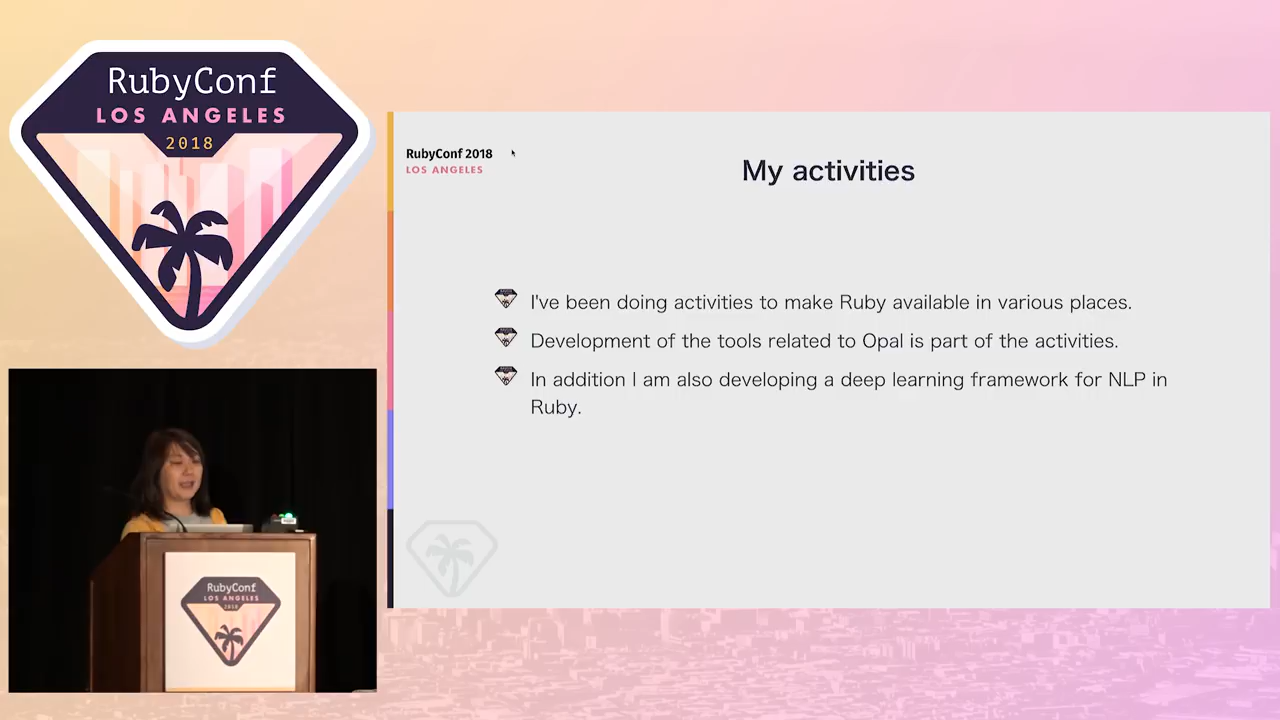 RubyConf
LOS ANGELES
2018
RubyConf 2018
LOS ANGELES
My activities
I've been doing activities to make Ruby available in various places.
Development of the tools related to Opal is part of the activities.
In addition I am also developing a deep learning framework for NLP in
Ruby.
RubyConf
LOS ANGELES
2018